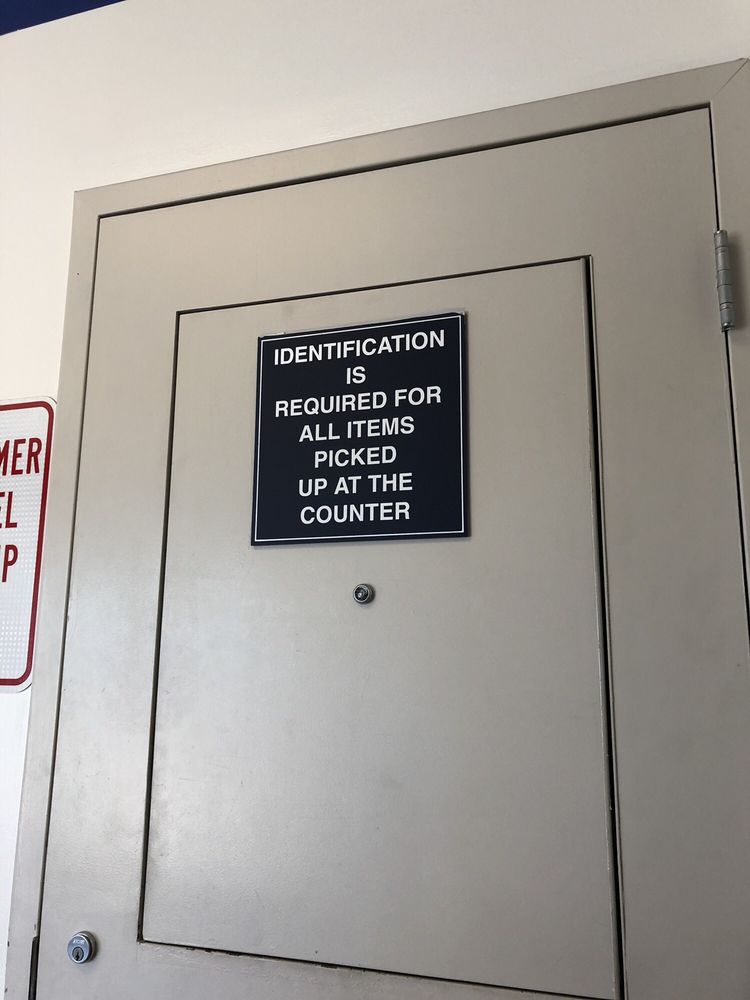 IDENTIFICATION
IS
REQUIRED FOR
ALL ITEMS
PICKED
UP AT THE
COUNTER